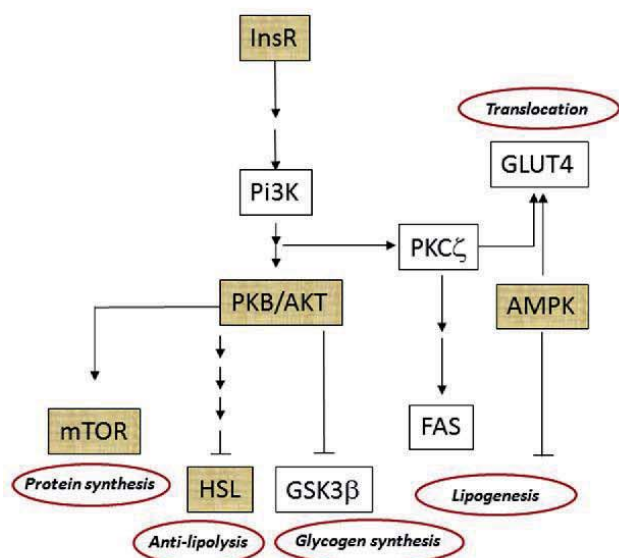 InsR
Translocation
GLUT4
Pi3K
PKCζ
PKB/AKT
AMPK
mTOR
FAS
HSL
GSK3β
Protein synthesis
Lipogenesis
Anti-lipolysis
Glycogen synthesis